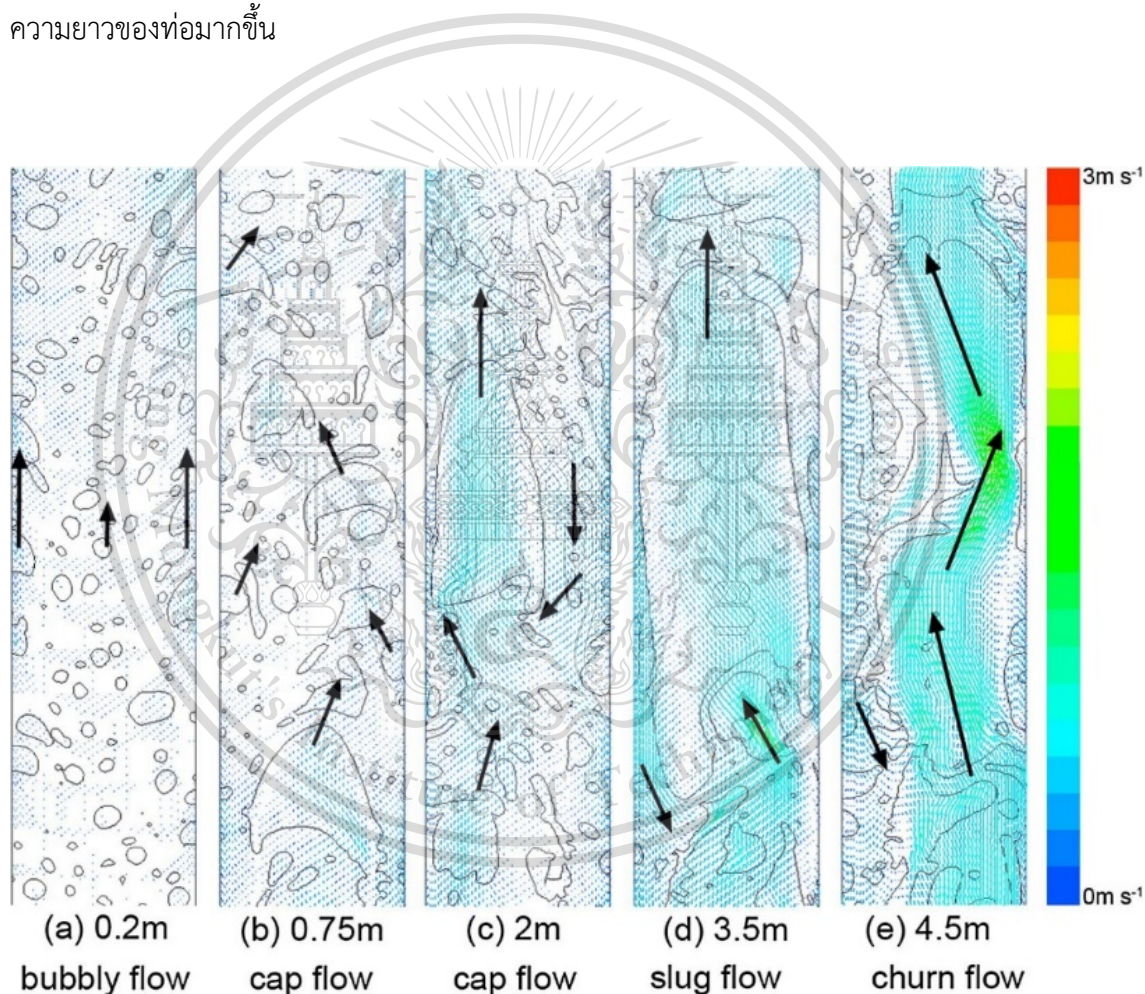 ความยาวของท่อมากขึ้น
3m s⁻¹
0m s⁻¹
(a) 0.2m (b) 0.75m (c) 2m (d) 3.5m (e) 4.5m
bubbly flow cap flow cap flow slug flow churn flow